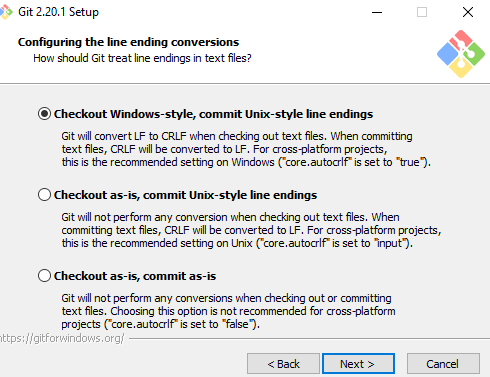 Git 2.20.1 Setup
Configuring the line ending conversions
How should Git treat line endings in text files?
Checkout Windows-style, commit Unix-style line endings
Git will convert LF to CRLF when checking out text files. When committing
text files, CRLF will be converted to LF. For cross-platform projects,
this is the recommended setting on Windows ("core.autocrlf" is set to "true").
Checkout as-is, commit Unix-style line endings
Git will not perform any conversion when checking out text files. When
committing text files, CRLF will be converted to LF. For cross-platform projects,
this is the recommended setting on Unix ("core.autocrlf" is set to "input").
Checkout as-is, commit as-is
Git will not perform any conversions when checking out or committing
text files. Choosing this option is not recommended for cross-platform
projects ("core.autocrlf" is set to "false").
https://gitforwindows.org/
< Back
Next >
Cancel